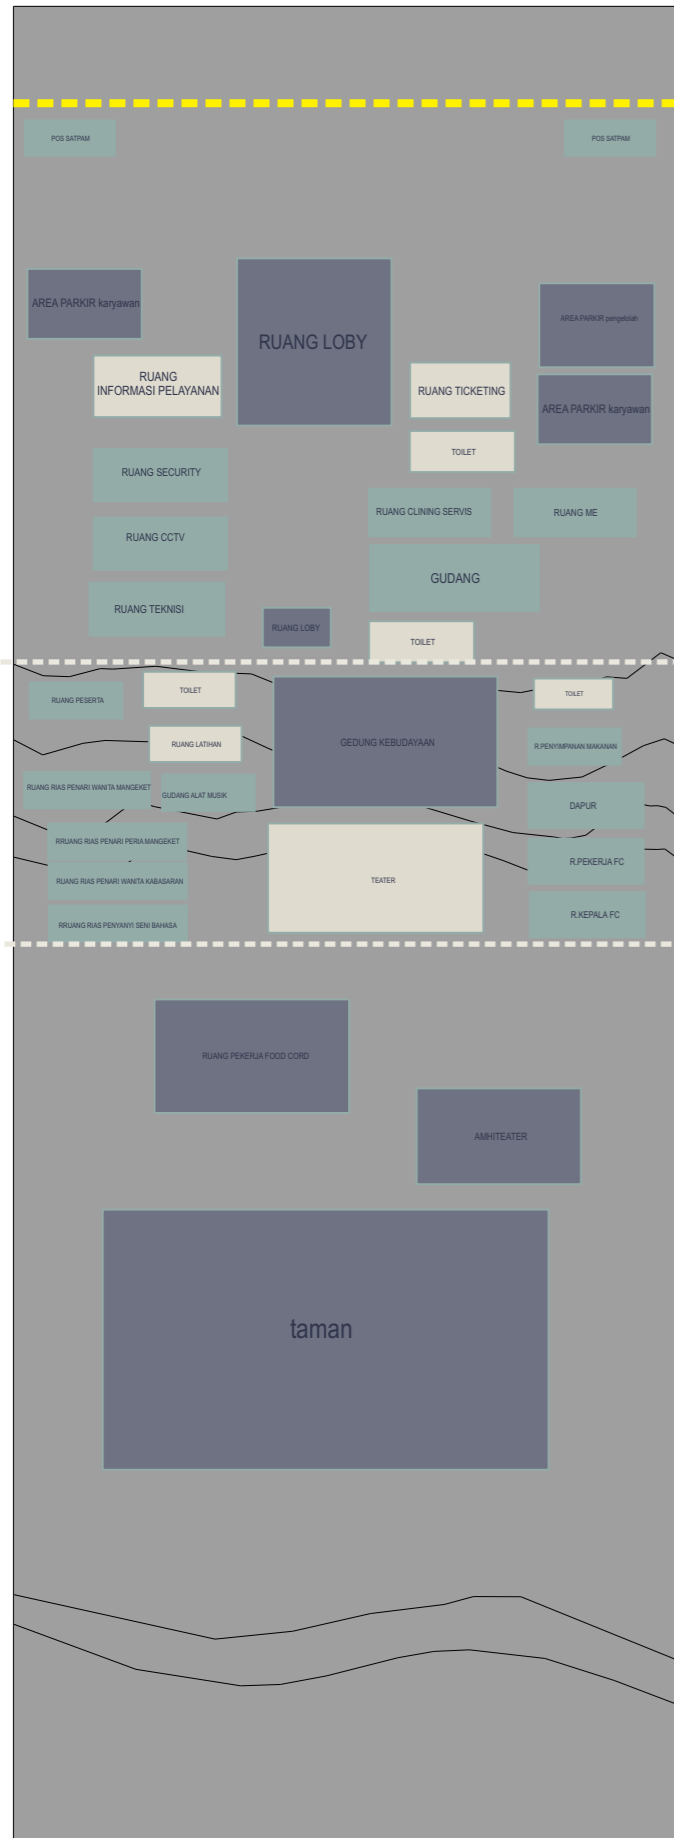 POS SATPAM
POS SATPAM
AREA PARKIR karyawan
RUANG LOBY
AREA PARKIR pengelolah
RUANG
INFORMASI PELAYANAN
RUANG TICKETING
AREA PARKIR karyawan
TOILET
RUANG SECURITY
RUANG CLINING SERVIS
RUANG ME
RUANG CCTV
GUDANG
RUANG TEKNISI
RUANG LOBY
TOILET
RUANG PESERTA
TOILET
TOILET
RUANG LATIHAN
GEDUNG KEBUDAYAAN
R.PENYIMPANAN MAKANAN
RUANG RIAS PENARI WANITA MANGEKET
GUDANG ALAT MUSIK
DAPUR
RRUANG RIAS PENARI PERIA MANGEKET
R.PEKERJA FC
RUANG RIAS PENARI WANITA KABASARAN
TEATER
RRUANG RIAS PENYANYI SENI BAHASA
R.KEPALA FC
RUANG PEKERJA FOOD CORD
AMHITEATER
taman